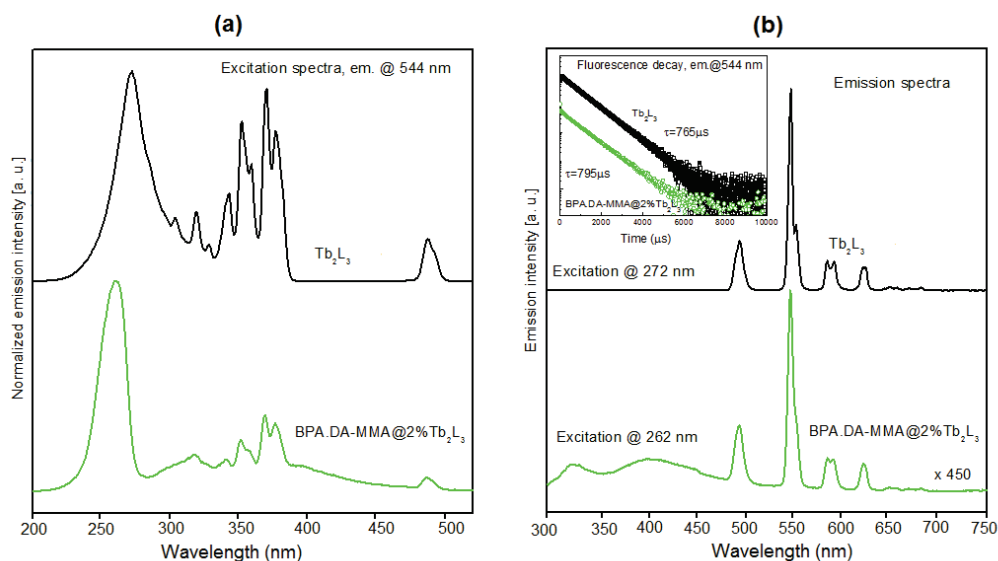 (a)
Normalized emission intensity [a. u.]
Excitation spectra, em. @ 544 nm
Tb₂L₃
BPA.DA-MMA@2%Tb₂L₃
200 250 300 350 400 450 500
Wavelength (nm)
(b)
Emission intensity [a. u.]
Fluorescence decay, em.@544 nm
Tb₂L₃
τ=765µs
τ=795µs
BPA.DA-MMA@2%Tb₂L₃
0 2000 4000 6000 8000 10000
Time (µs)
Emission spectra
Tb₂L₃
Excitation @ 272 nm
Excitation @ 262 nm
BPA.DA-MMA@2%Tb₂L₃
x 450
300 350 400 450 500 550 600 650 700 750
Wavelength (nm)